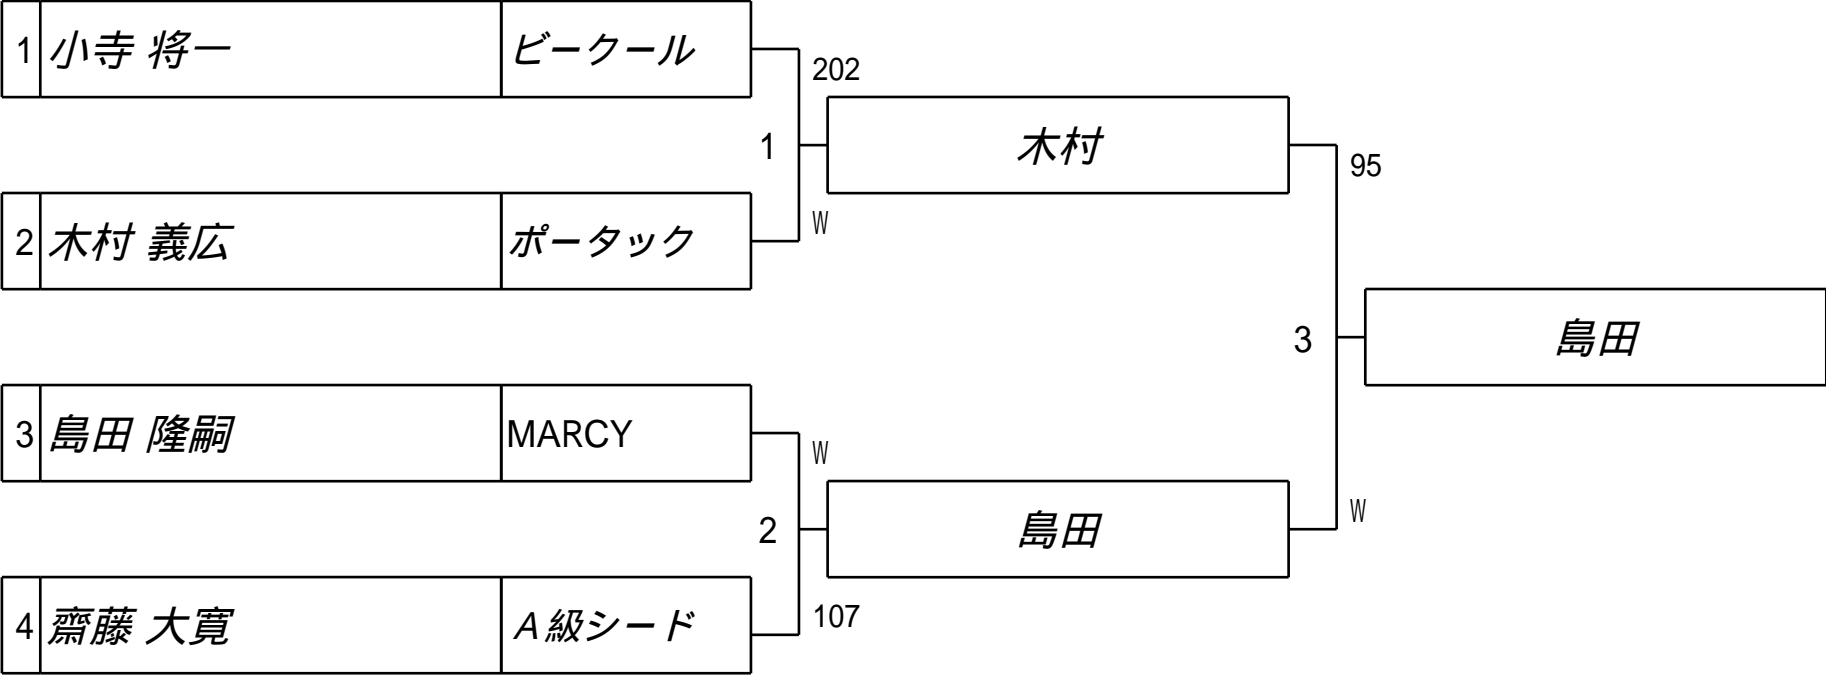 1 小寺 将一 ビークール
202
1 木村
95
W
2 木村 義広 ポータック
3 島田
3 島田 隆嗣 MARCY
W
W
2 島田
4 齋藤 大寛 A級シード
107